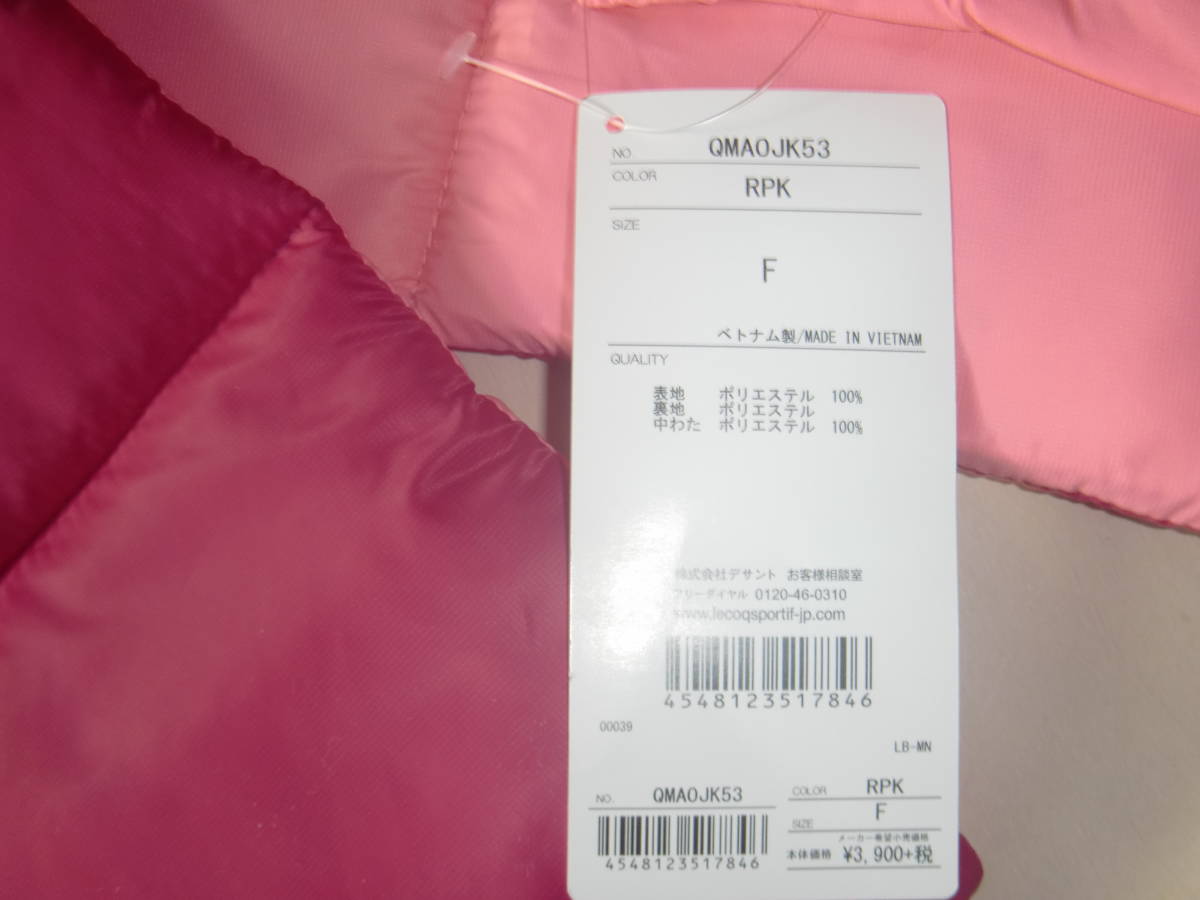 NO. QMAOJK53
COLOR RPK
SIZE
F
ベトナム製/MADE IN VIETNAM
QUALITY
表地 ポリエステル 100%
裏地 ポリエステル
中わた ポリエステル 100%
株式会社デサント お客様相談室
フリーダイヤル 0120-46-0310
www.lecoqsportif-jp.com
4548123517846
00039
LB-MN
NO. QMAOJK53
4548123517846
COLOR RPK
SIZE F
メーカー希望小売価格
本体価格 ¥3,900+税